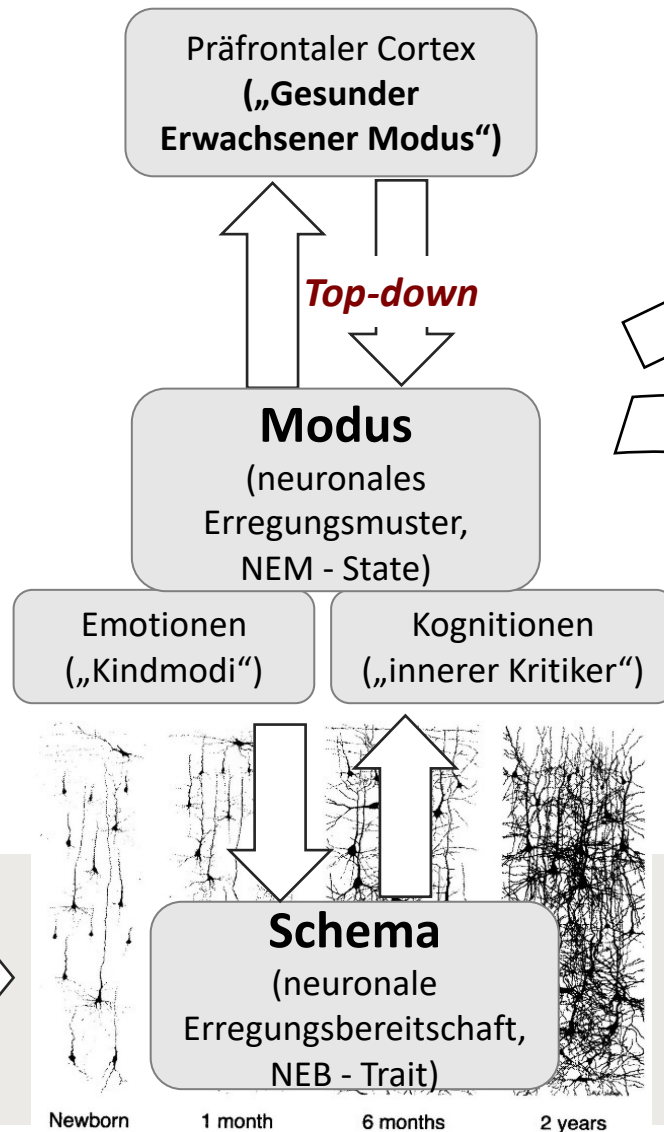 Präfrontaler Cortex
(„Gesunder
Erwachsener Modus“)
Top-down
Modus
(neuronales
Erregungsmuster,
NEM - State)
Emotionen
(„Kindmodi“)
Kognitionen
(„innerer Kritiker“)
Schema
(neuronale
Erregungsbereitschaft,
NEB - Trait)
Newborn 1 month 6 months 2 years